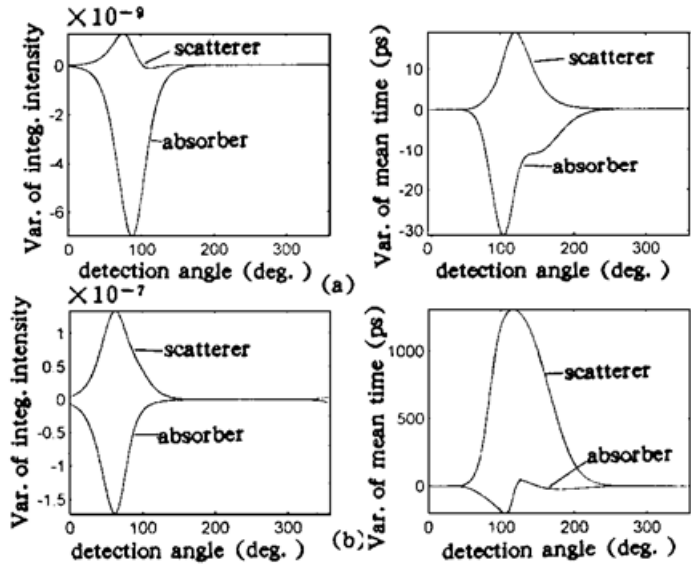 ×10−9
Var. of integ. intensity
0
-2
-4
-6
scatterer
absorber
0 100 200 300
detection angle (deg. )
Var. of mean time (ps)
10
0
-10
-20
-30
scatterer
absorber
0 100 200 300
detection angle (deg. )
(a)
×10−7
Var. of integ. intensity
1
0 5
0
-0.5
-1
-1.5
scatterer
absorber
0 100 200 300
detection angle (deg. )
(b)
Var. of mean time (ps)
1000
500
0
scatterer
absorber
0 100 200 300
detection angle (deg. )